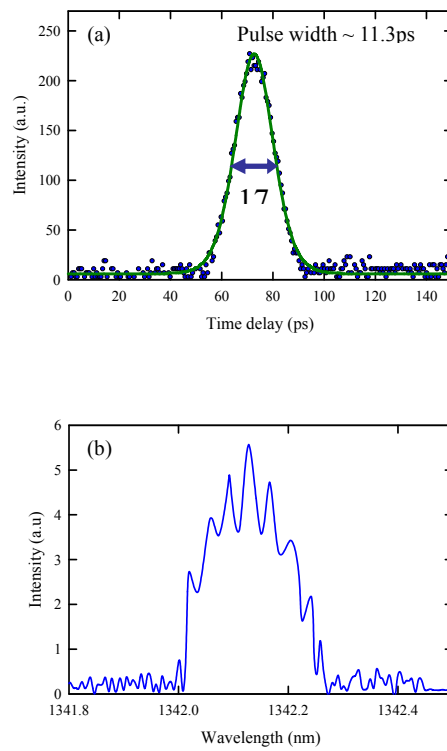 (a)
Pulse width ~ 11.3ps
250
200
150
100
50
0
Intensity (a.u.)
17
0 20 40 60 80 100 120 140
Time delay (ps)
(b)
6
5
4
3
2
1
0
Intensity (a.u)
1341.8 1342.0 1342.2 1342.4
Wavelength (nm)